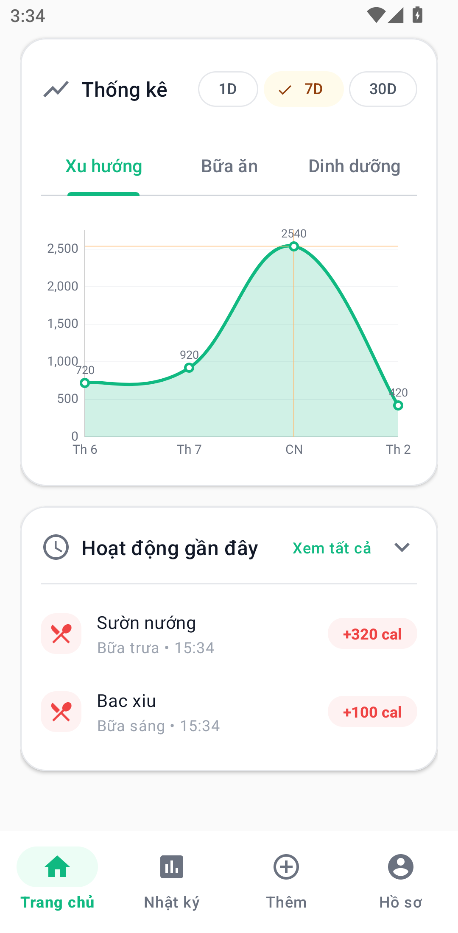 3:34
Thống kê
1D
7D
30D
Xu hướng
Bữa ăn
Dinh dưỡng
2540
2,500
2,000
1,500
920
1,000
720
500
420
0
Th 6
Th 7
CN
Th 2
Hoạt động gần đây
Xem tất cả
Sườn nướng
+320 cal
Bữa trưa • 15:34
Bac xiu
+100 cal
Bữa sáng • 15:34
Trang chủ
Nhật ký
Thêm
Hồ sơ